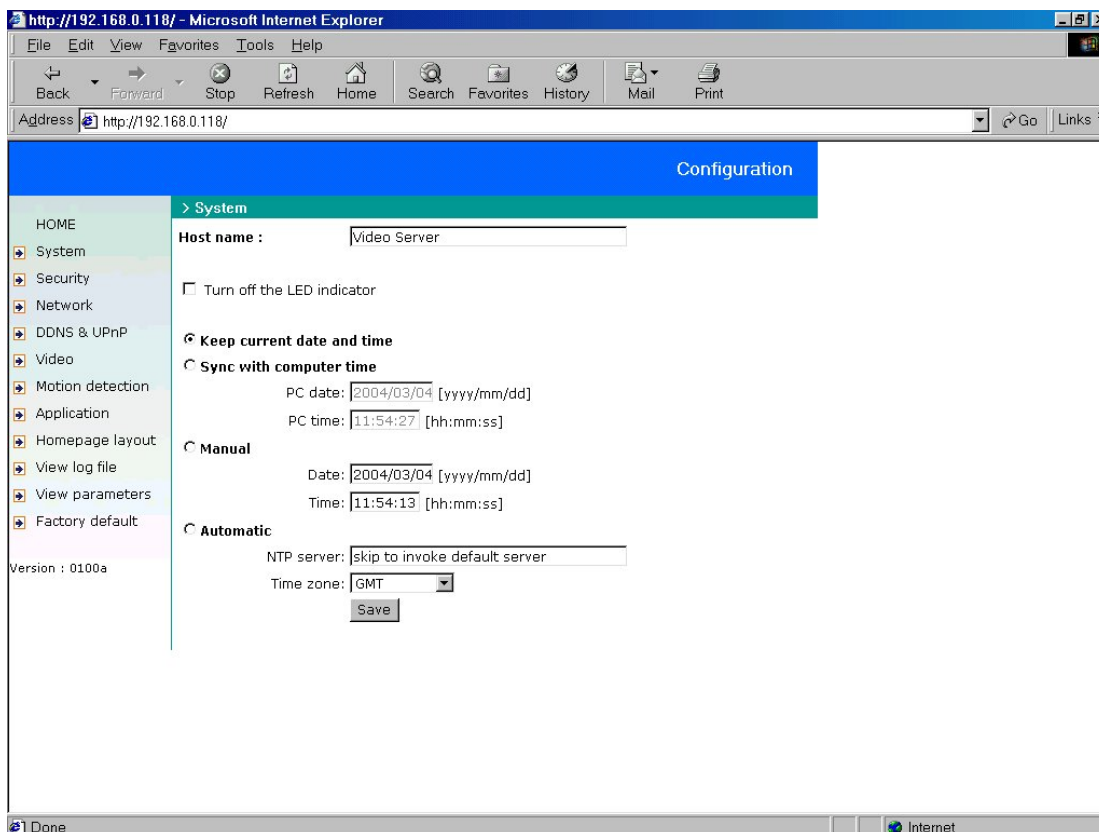 http://192.168.0.118/ - Microsoft Internet Explorer
File Edit View Favorites Tools Help
Back Forward Stop Refresh Home Search Favorites History Mail Print
Address http://192.168.0.118/ Go Links
Configuration
> System
HOME
System
Security
Network
DDNS & UPnP
Video
Motion detection
Application
Homepage layout
View log file
View parameters
Factory default
Version : 0100a
Host name : Video Server
Turn off the LED indicator
Keep current date and time
Sync with computer time
PC date: 2004/03/04 [yyyy/mm/dd]
PC time: 11:54:27 [hh:mm:ss]
Manual
Date: 2004/03/04 [yyyy/mm/dd]
Time: 11:54:13 [hh:mm:ss]
Automatic
NTP server: skip to invoke default server
Time zone: GMT
Save
Done Internet